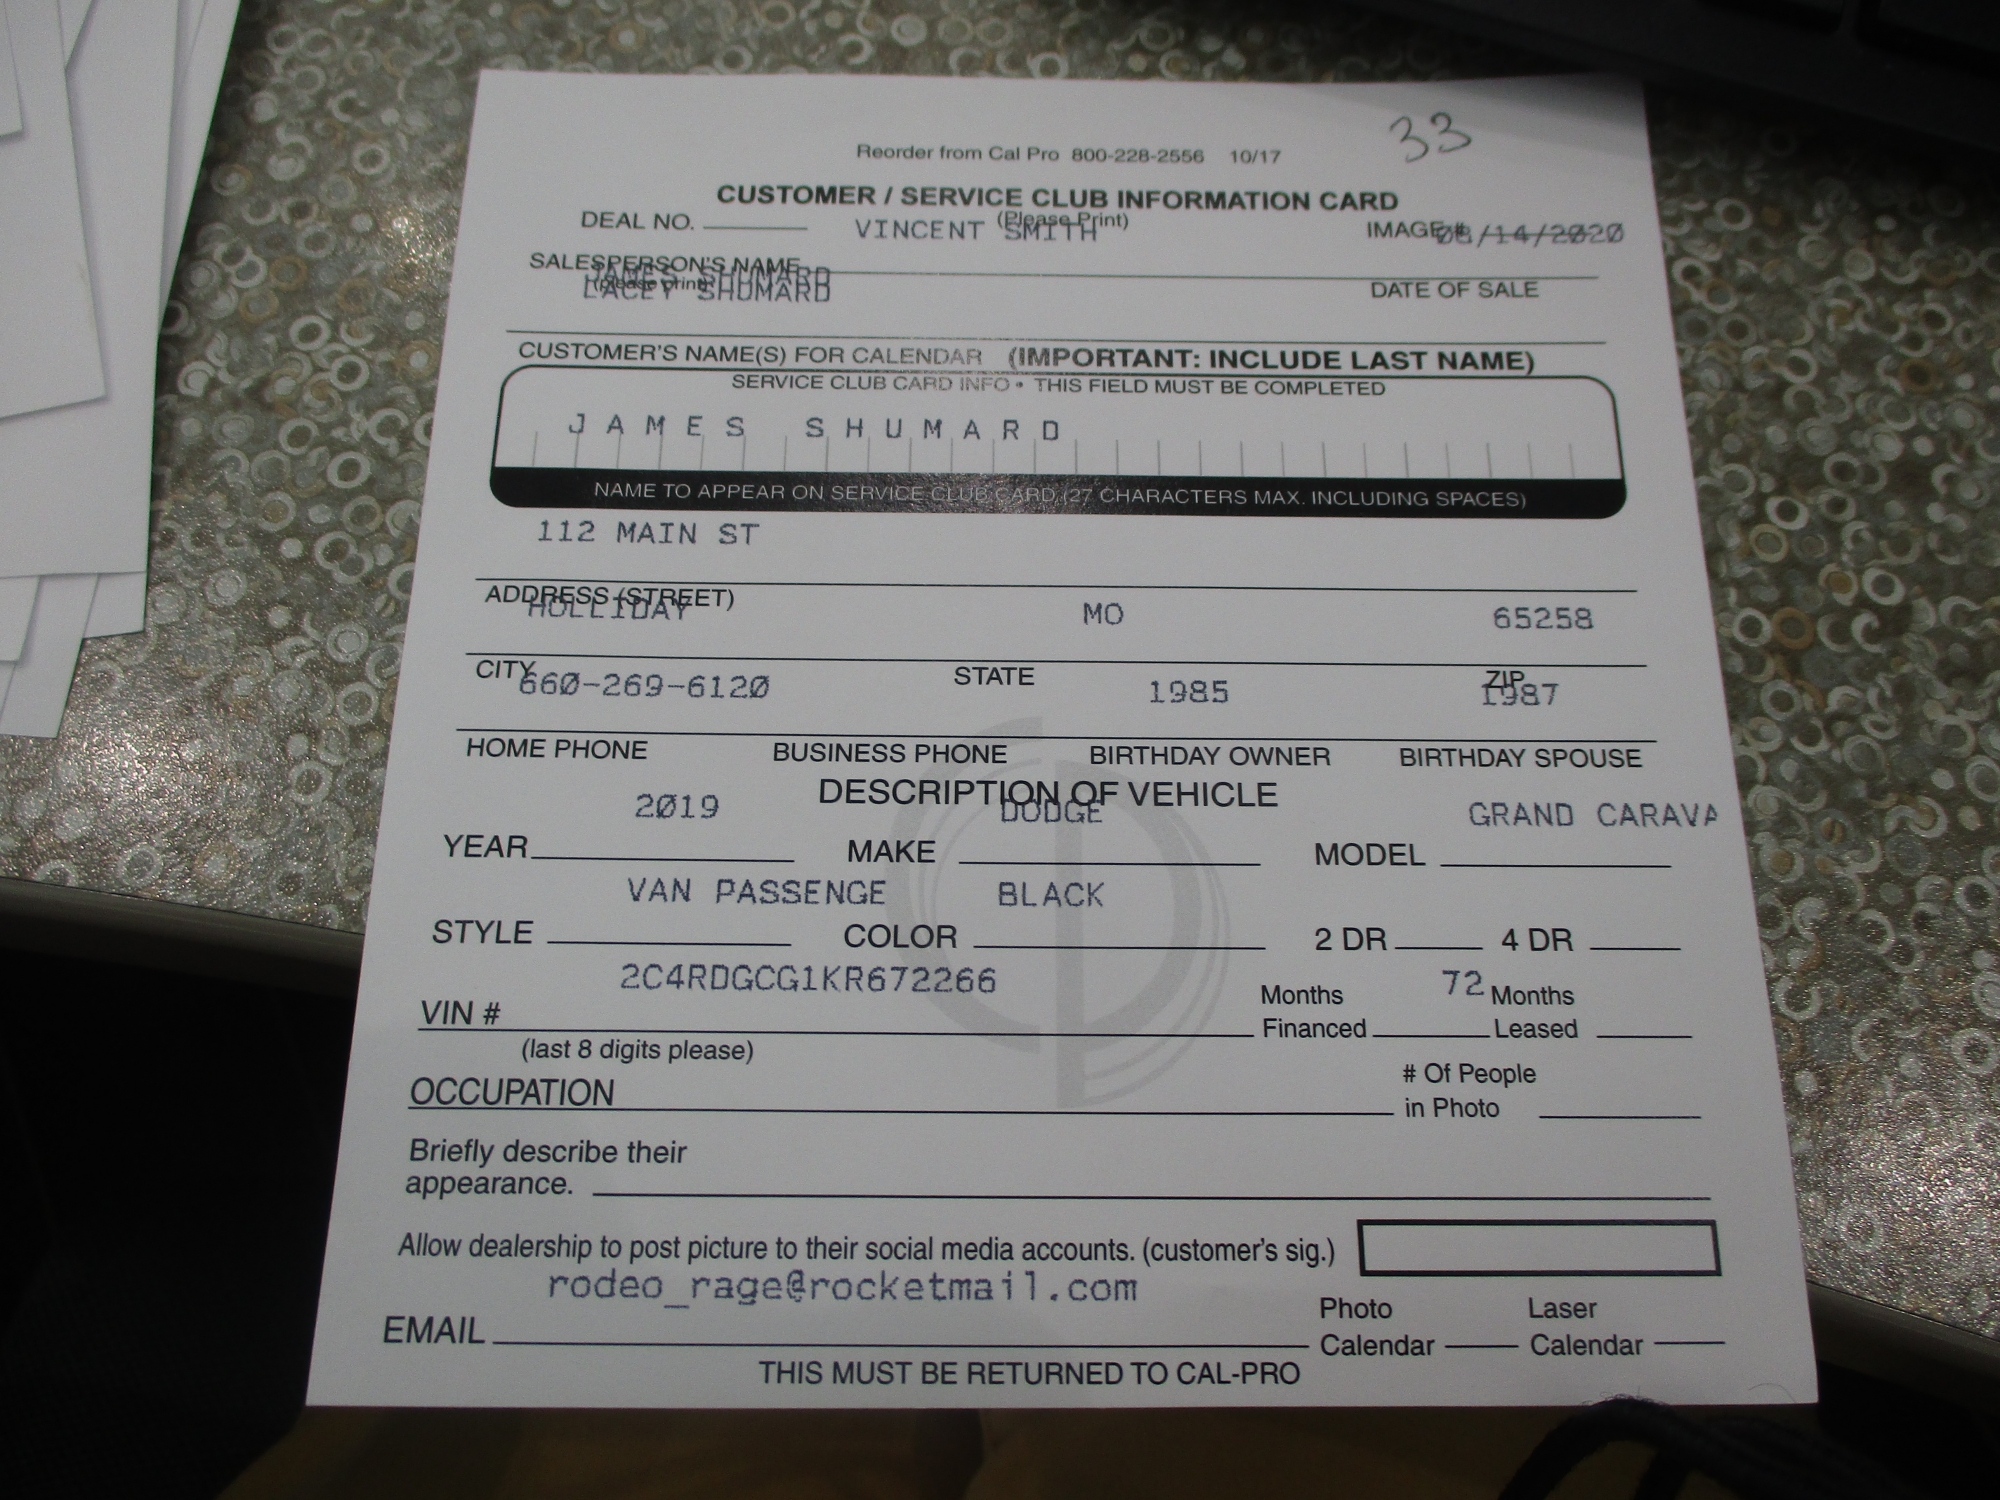 33
Reorder from Cal Pro 800-228-2556 10/17
CUSTOMER / SERVICE CLUB INFORMATION CARD
(Please Print)
DEAL NO. VINCENT SMITH IMAGE # /14/2020
SALESPERSON'S NAME
JAMES SHUMARD
(please print)
LACEY SHUMARD DATE OF SALE
CUSTOMER'S NAME(S) FOR CALENDAR (IMPORTANT: INCLUDE LAST NAME)
SERVICE CLUB CARD INFO • THIS FIELD MUST BE COMPLETED
JAMES SHUMARD
NAME TO APPEAR ON SERVICE CLUB CARD (27 CHARACTERS MAX. INCLUDING SPACES)
112 MAIN ST
ADDRESS (STREET)
HOLLIDAY MO 65258
CITY STATE ZIP
660-269-6120 1985 1987
HOME PHONE BUSINESS PHONE BIRTHDAY OWNER BIRTHDAY SPOUSE
DESCRIPTION OF VEHICLE
2019 DODGE GRAND CARAVA
YEAR MAKE MODEL
VAN PASSENGE BLACK
STYLE COLOR 2 DR 4 DR
2C4RDGCG1KR672266 72
VIN # Months Financed Months Leased
(last 8 digits please)
OCCUPATION # Of People in Photo
Briefly describe their
appearance.
Allow dealership to post picture to their social media accounts. (customer's sig.)
rodeo_rage@rocketmail.com
EMAIL Photo Calendar Laser Calendar
THIS MUST BE RETURNED TO CAL-PRO